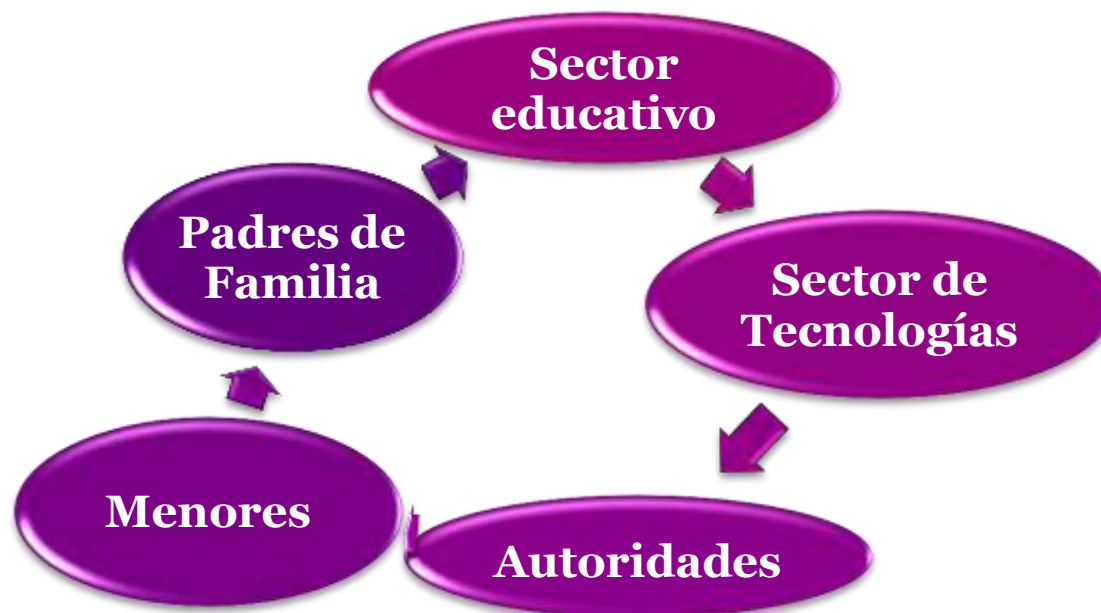 Sector
educativo
Padres de
Familia
Sector de
Tecnologías
Menores
Autoridades